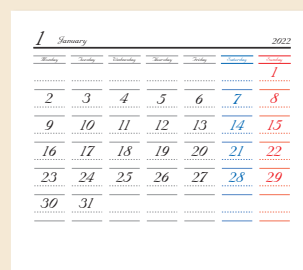 1 January 2022
Monday Tuesday Wednesday Thursday Friday Saturday Sunday
1
2 3 4 5 6 7 8
9 10 11 12 13 14 15
16 17 18 19 20 21 22
23 24 25 26 27 28 29
30 31